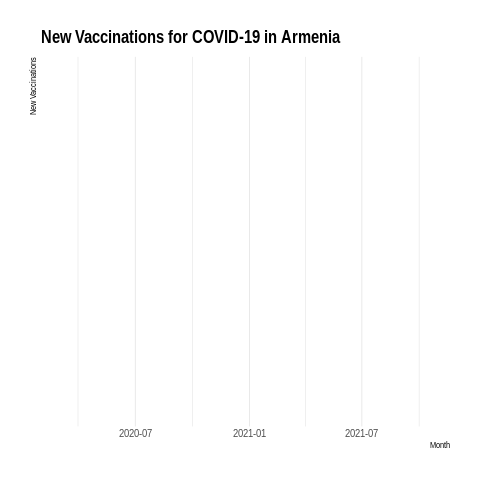 New Vaccinations for COVID-19 in Armenia
New Vaccinations
2020-07
2021-01
2021-07
Month